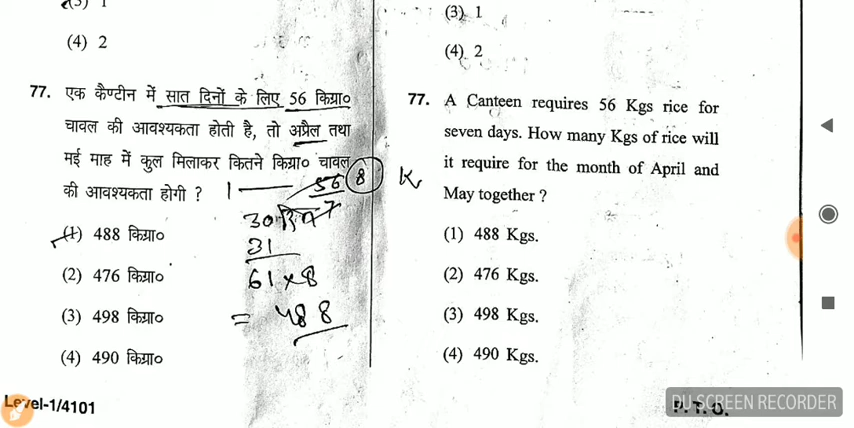 (3) 1
(4) 2
77. एक कैण्टीन में सात दिनों के लिए 56 किग्रा०
चावल की आवश्यकता होती है, तो अप्रैल तथा
मई माह में कुल मिलाकर कितने किग्रा० चावल
की आवश्यकता होगी ?
1 — 56 8
7
30 दिन
31
61 × 8
= 488
(1) 488 किग्रा०
(2) 476 किग्रा०
(3) 498 किग्रा०
(4) 490 किग्रा०
Level-1/4101
(3) 1
(4) 2
77. A Canteen requires 56 Kgs rice for
seven days. How many Kgs of rice will
it require for the month of April and
May together ?
(1) 488 Kgs.
(2) 476 Kgs.
(3) 498 Kgs.
(4) 490 Kgs.
P. T. O.
DU SCREEN RECORDER